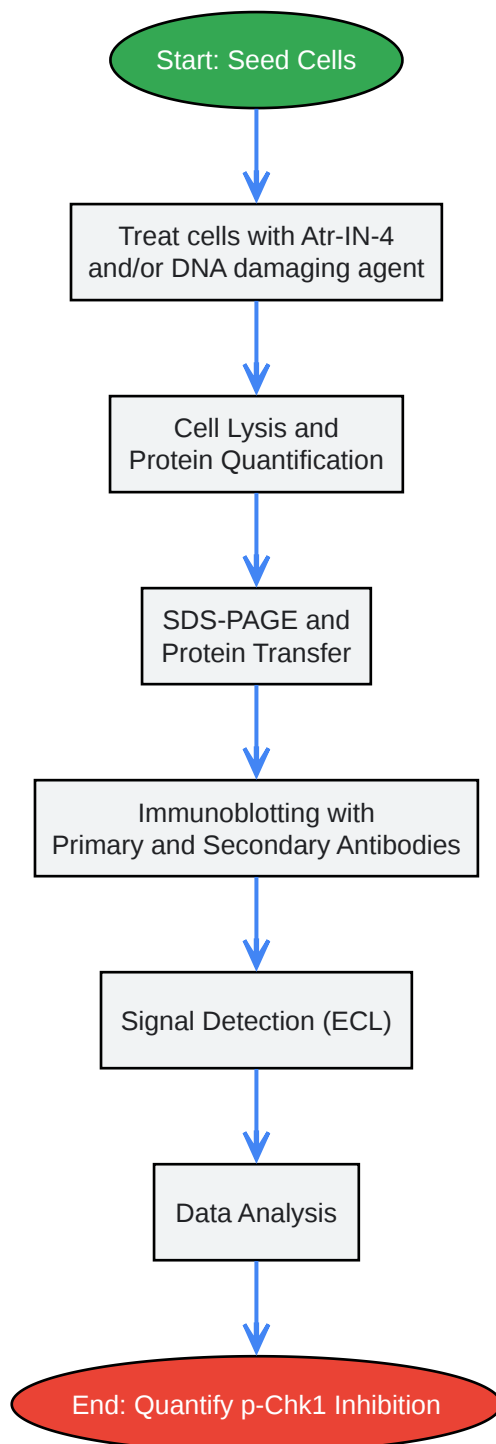 Start: Seed Cells
Treat cells with Atr-IN-4
and/or DNA damaging agent
Cell Lysis and
Protein Quantification
SDS-PAGE and
Protein Transfer
Immunoblotting with
Primary and Secondary Antibodies
Signal Detection (ECL)
Data Analysis
End: Quantify p-Chk1 Inhibition